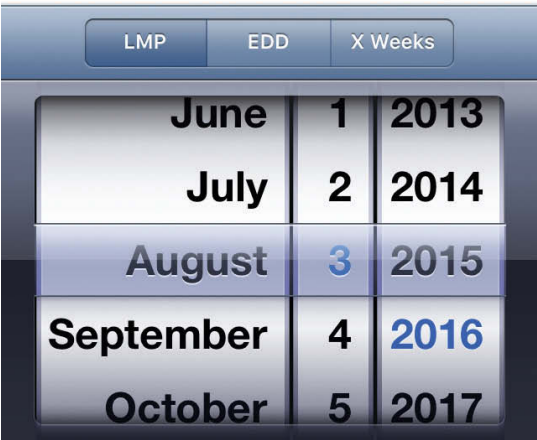 LMP EDD X Weeks
June 1 2013
July 2 2014
August 3 2015
September 4 2016
October 5 2017